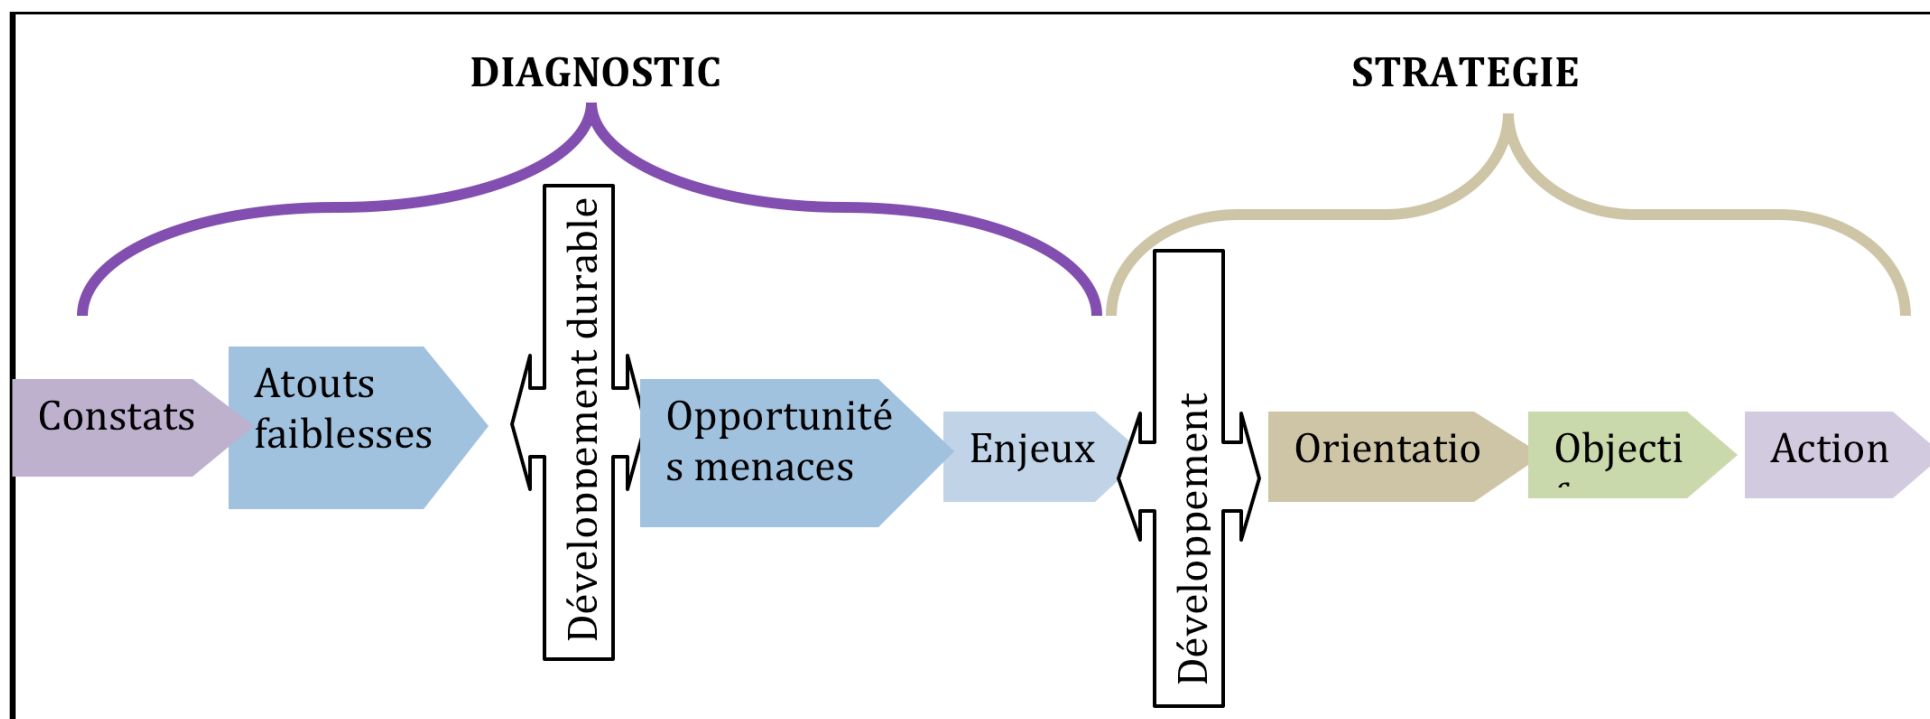 DIAGNOSTIC
STRATEGIE
Constats
Atouts
faiblesses
Développement durable
Opportunité
s menaces
Enjeux
Développement
Orientatio
Objecti
Action